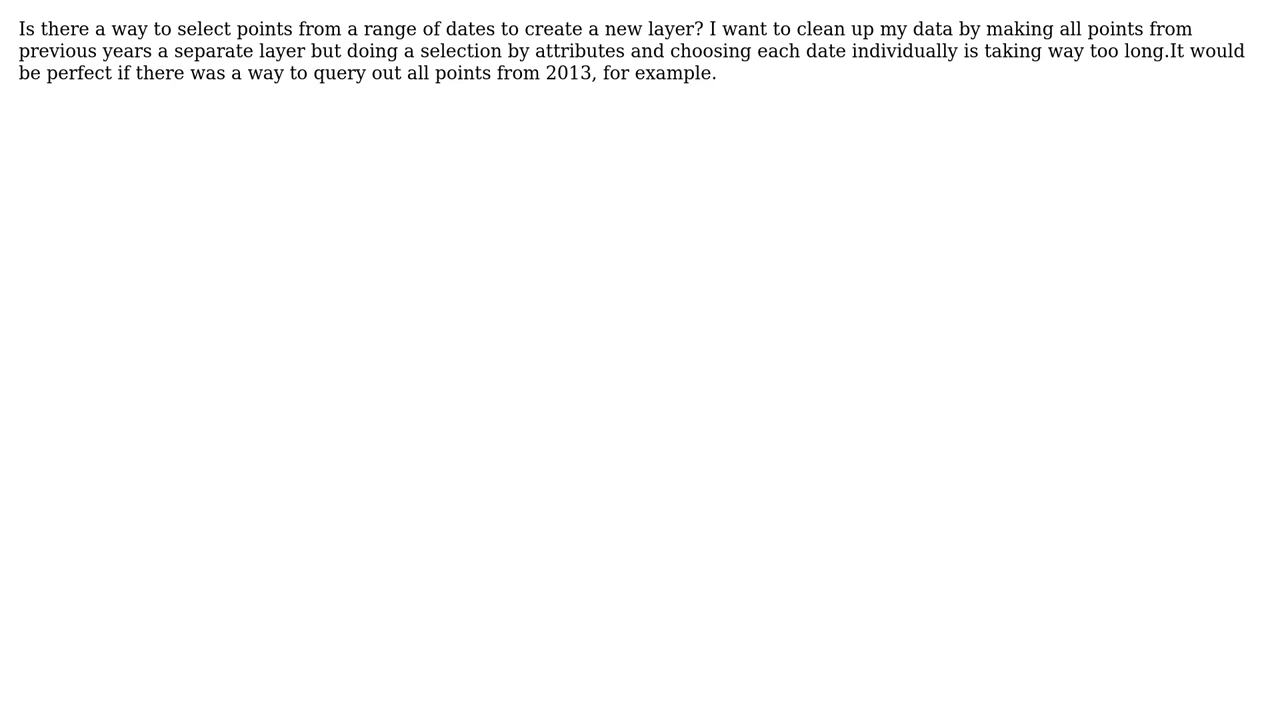 Is there a way to select points from a range of dates to create a new layer? I want to clean up my data by making all points from
previous years a separate layer but doing a selection by attributes and choosing each date individually is taking way too long.It would
be perfect if there was a way to query out all points from 2013, for example.